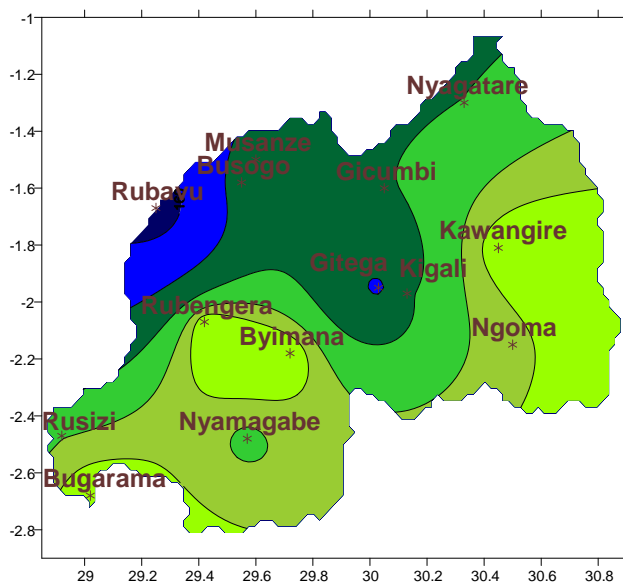 -1
-1.2
-1.4
-1.6
-1.8
-2
-2.2
-2.4
-2.6
-2.8
Nyagatare
Musanze
Busogo
Gicumbi
Rubavu
Kawangire
Gitega
Kigali
Rubengera
Byimana
Ngoma
Rusizi
Nyamagabe
Bugarama
29 29.2 29.4 29.6 29.8 30 30.2 30.4 30.6 30.8